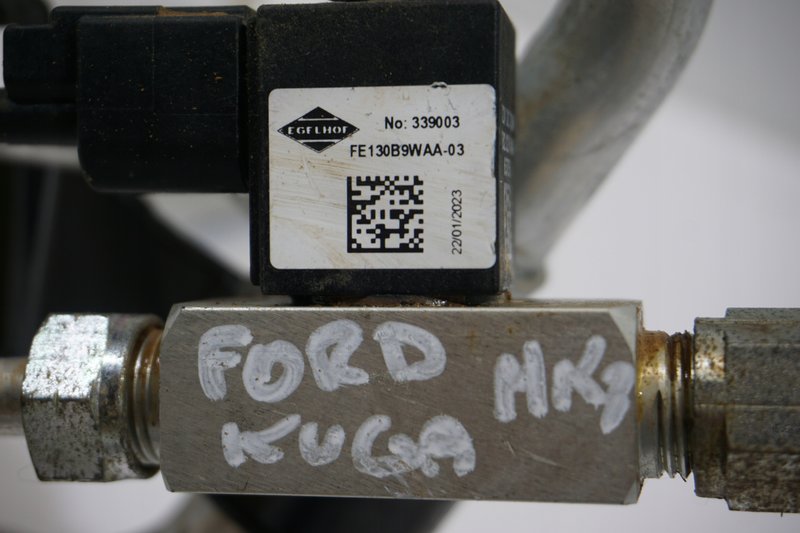 EGELHOF
No: 339003
FE130B9WAA-03
22/01/2023
FORD MK3
KUGA